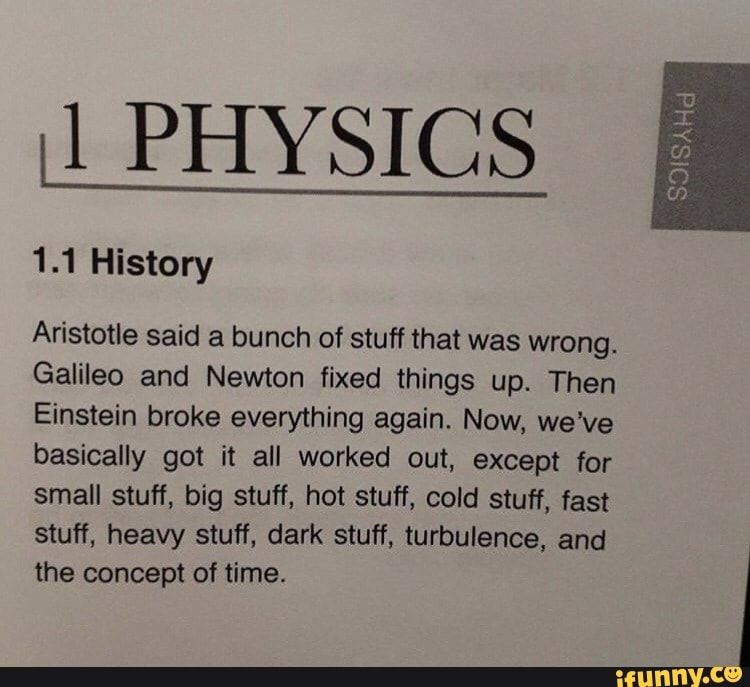 1 PHYSICS
PHYSICS
1.1 History
Aristotle said a bunch of stuff that was wrong.
Galileo and Newton fixed things up. Then
Einstein broke everything again. Now, we've
basically got it all worked out, except for
small stuff, big stuff, hot stuff, cold stuff, fast
stuff, heavy stuff, dark stuff, turbulence, and
the concept of time.
ifunny.co